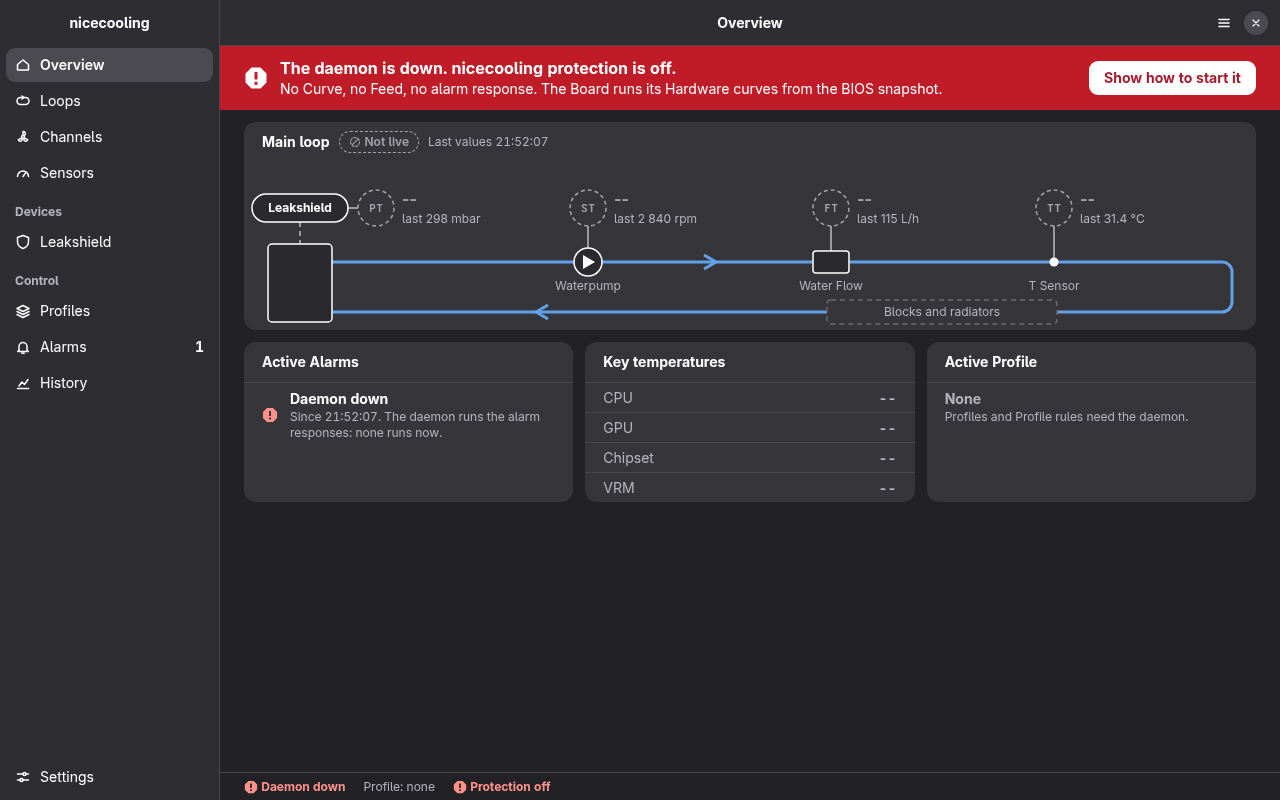 nicecooling
Overview
Overview
Loops
Channels
Sensors
Devices
Leakshield
Control
Profiles
Alarms 1
History
Settings
The daemon is down. nicecooling protection is off.
No Curve, no Feed, no alarm response. The Board runs its Hardware curves from the BIOS snapshot.
Show how to start it
Main loop Not live Last values 21:52:07
Leakshield PT -- last 298 mbar
ST -- last 2 840 rpm
FT -- last 115 L/h
TT -- last 31.4 °C
Waterpump
Water Flow
T Sensor
Blocks and radiators
Active Alarms
Daemon down
Since 21:52:07. The daemon runs the alarm
responses: none runs now.
Key temperatures
CPU --
GPU --
Chipset --
VRM --
Active Profile
None
Profiles and Profile rules need the daemon.
Daemon down Profile: none Protection off